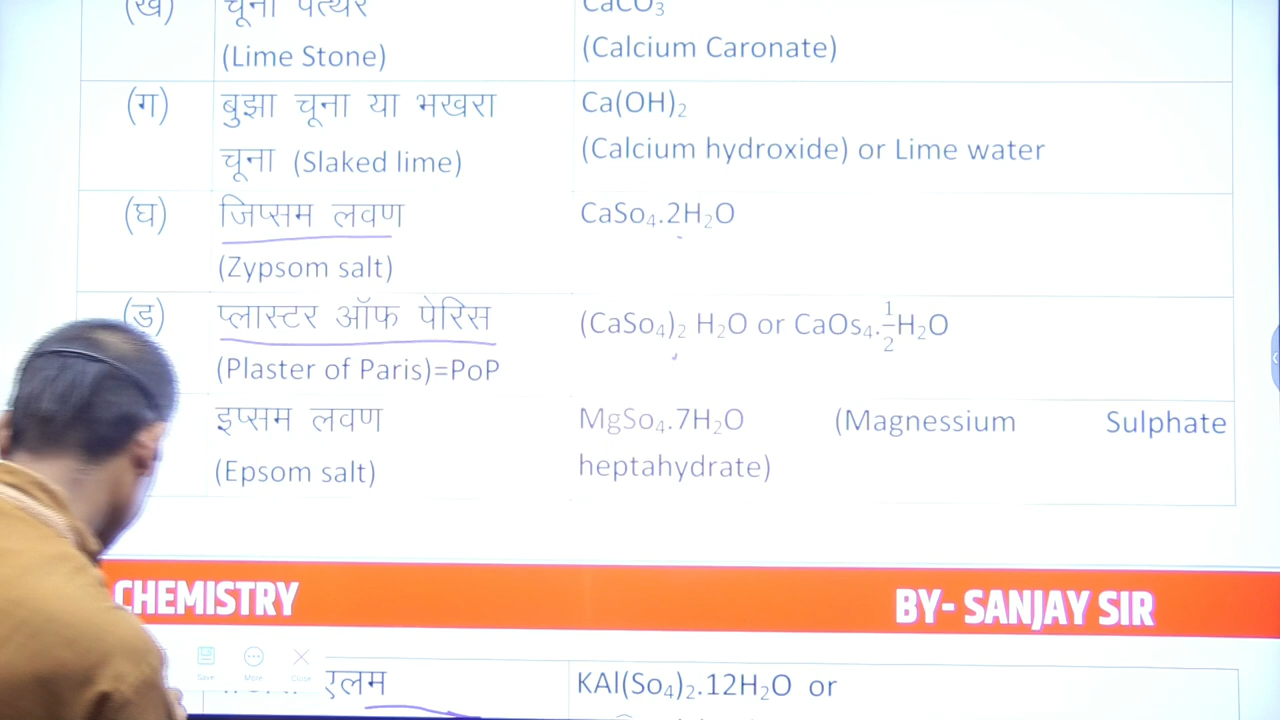 (ख) चूना पत्थर CaCO₃
(Lime Stone) (Calcium Caronate)
(ग) बुझा चूना या भखरा Ca(OH)₂
चूना (Slaked lime) (Calcium hydroxide) or Lime water
(घ) जिप्सम लवण CaSo₄.2H₂O
(Zypsom salt)
(ड) प्लास्टर ऑफ पेरिस (CaSo₄)₂ H₂O or CaOs₄.½H₂O
(Plaster of Paris)=PoP
इप्सम लवण MgSo₄.7H₂O (Magnessium Sulphate
(Epsom salt) heptahydrate)
CHEMISTRY BY- SANJAY SIR
Save More Close
एलम KAl(So₄)₂.12H₂O or